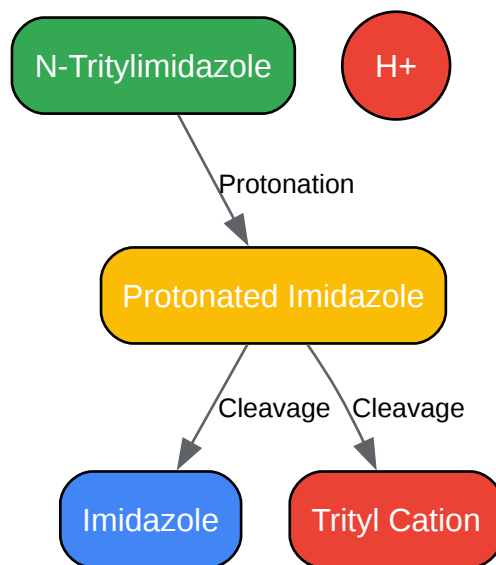 N-Tritylimidazole
H+
Protonation
Protonated Imidazole
Cleavage
Cleavage
Imidazole
Trityl Cation